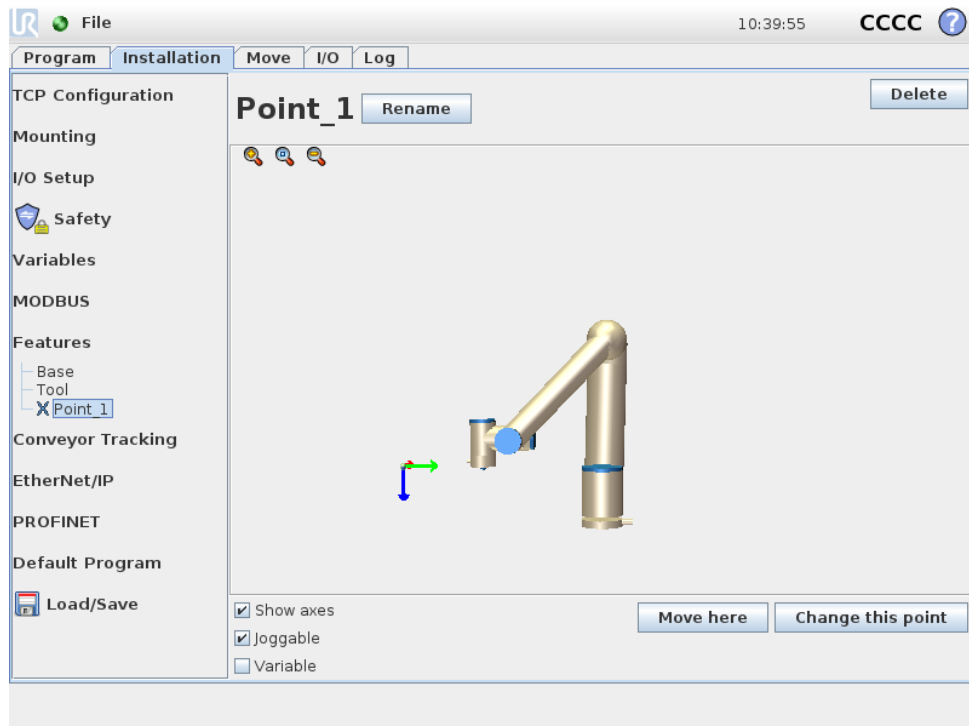 UR File 10:39:55 CCCC ?
Program Installation Move I/O Log
TCP Configuration
Mounting
I/O Setup
Safety
Variables
MODBUS
Features
Base
Tool
Point_1
Conveyor Tracking
EtherNet/IP
PROFINET
Default Program
Load/Save
Point_1 Rename Delete
Show axes
Joggable
Variable
Move here Change this point